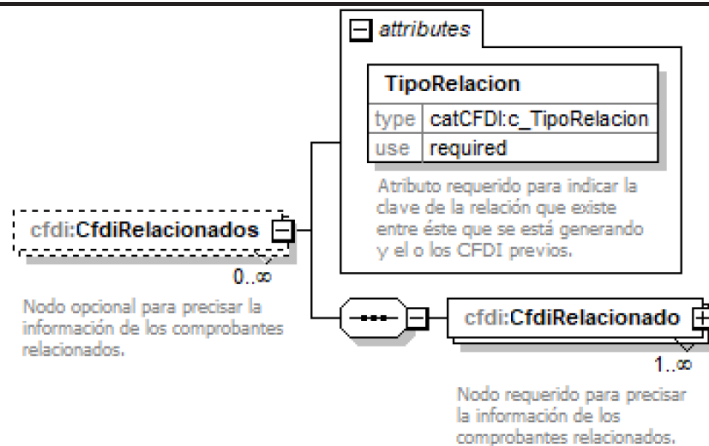 attributes
TipoRelacion
type catCFDI:c_TipoRelacion
use required
Atributo requerido para indicar la
clave de la relación que existe
entre éste que se está generando
y el o los CFDI previos.
cfdi:CfdiRelacionados
0..∞
Nodo opcional para precisar la
información de los comprobantes
relacionados.
cfdi:CfdiRelacionado
1..∞
Nodo requerido para precisar
la información de los
comprobantes relacionados.